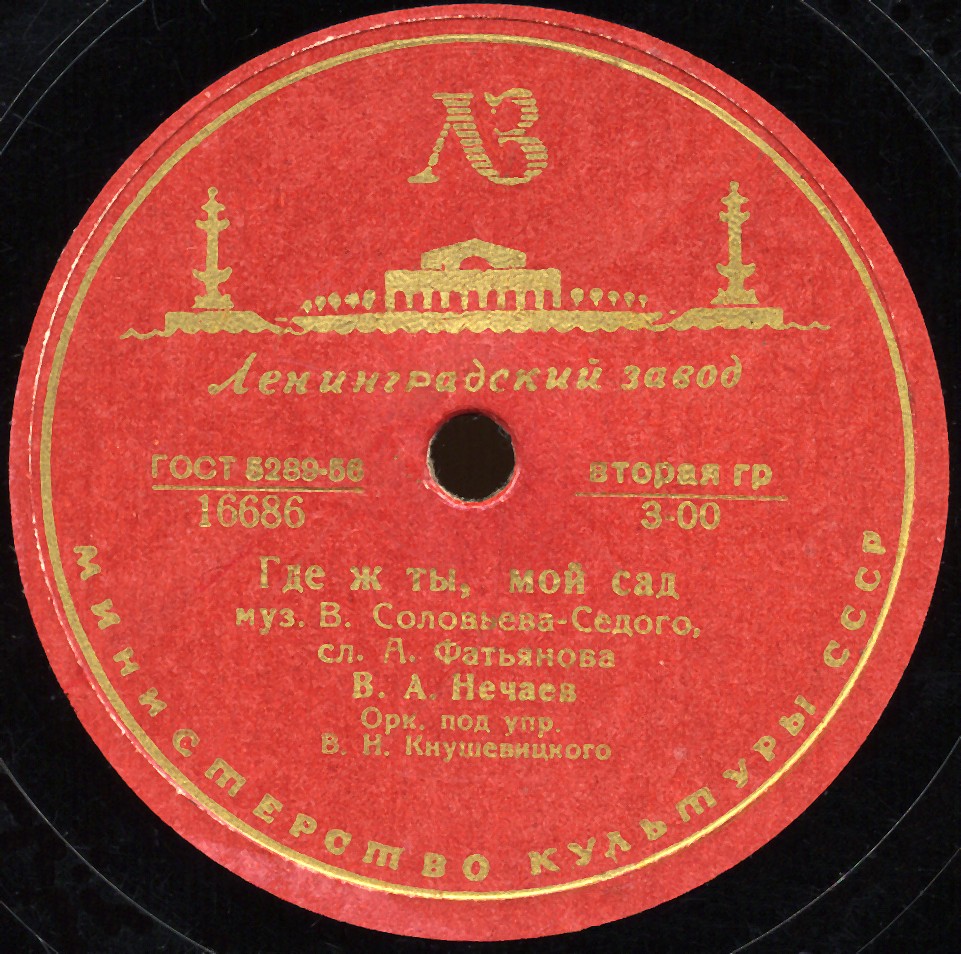 ЛЗ
Ленинградский завод
ГОСТ 5289-56
вторая гр
16686
3-00
Где ж ты, мой сад
муз. В. Соловьева-Седого,
сл. А. Фатьянова
В. А. Нечаев
Орк. под упр.
В. Н. Кнушевицкого
МИНИСТЕРСТВО КУЛЬТУРЫ СССР